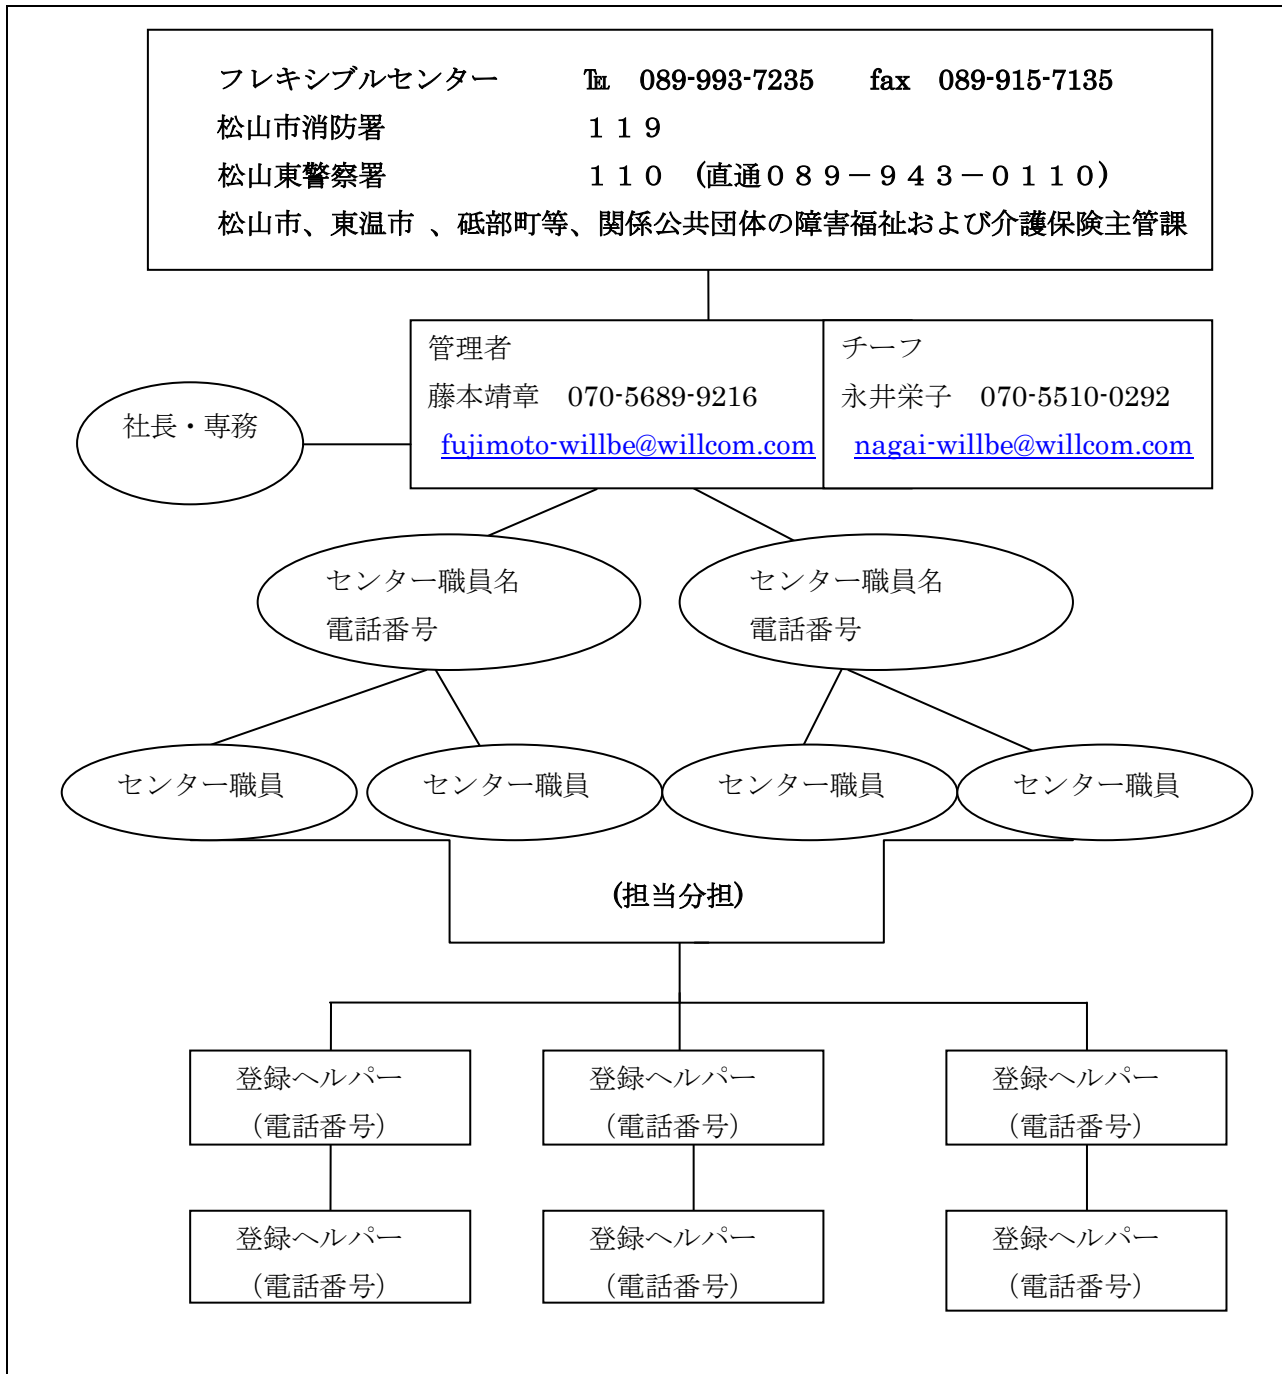 フレキシブルセンター ℡ 089-993-7235 fax 089-915-7135
松山市消防署 １１９
松山東警察署 １１０ (直通０８９－９４３－０１１０)
松山市、東温市 、砥部町等、関係公共団体の障害福祉および介護保険主管課
管理者
藤本靖章 070-5689-9216
fujimoto-willbe@willcom.com
チーフ
永井栄子 070-5510-0292
nagai-willbe@willcom.com
社長・専務
センター職員名
電話番号
センター職員名
電話番号
センター職員
センター職員
センター職員
センター職員
(担当分担)
登録ヘルパー
（電話番号）
登録ヘルパー
（電話番号）
登録ヘルパー
（電話番号）
登録ヘルパー
（電話番号）
登録ヘルパー
（電話番号）
登録ヘルパー
（電話番号）